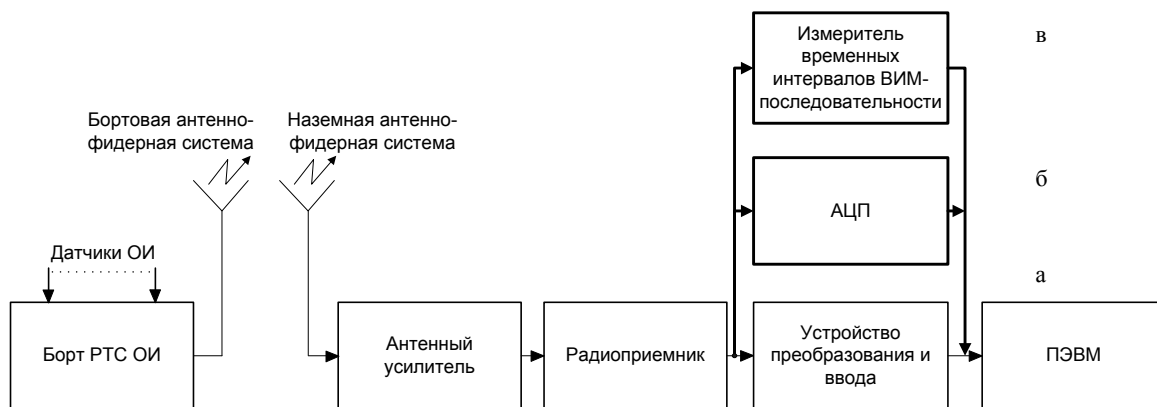 Измеритель
временных
интервалов ВИМ-
последовательности
в
Бортовая антенно-
фидерная система
Наземная антенно-
фидерная система
АЦП
б
Датчики ОИ
а
Борт РТС ОИ
Антенный
усилитель
Радиоприемник
Устройство
преобразования и
ввода
ПЭВМ